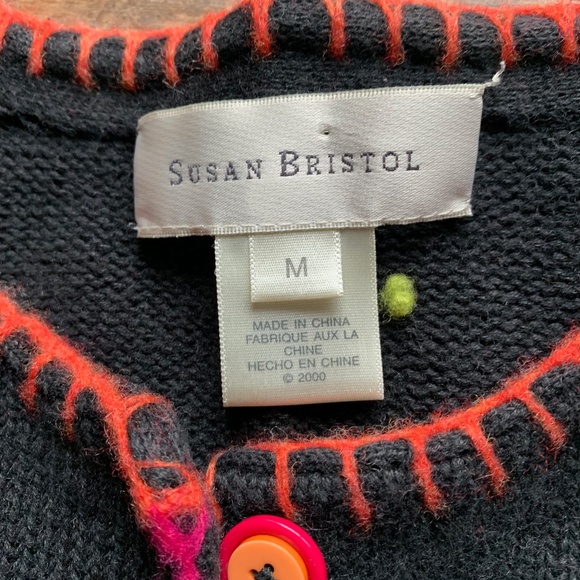 SUSAN BRISTOL
M
MADE IN CHINA
FABRIQUE AUX LA
CHINE
HECHO EN CHINE
© 2000